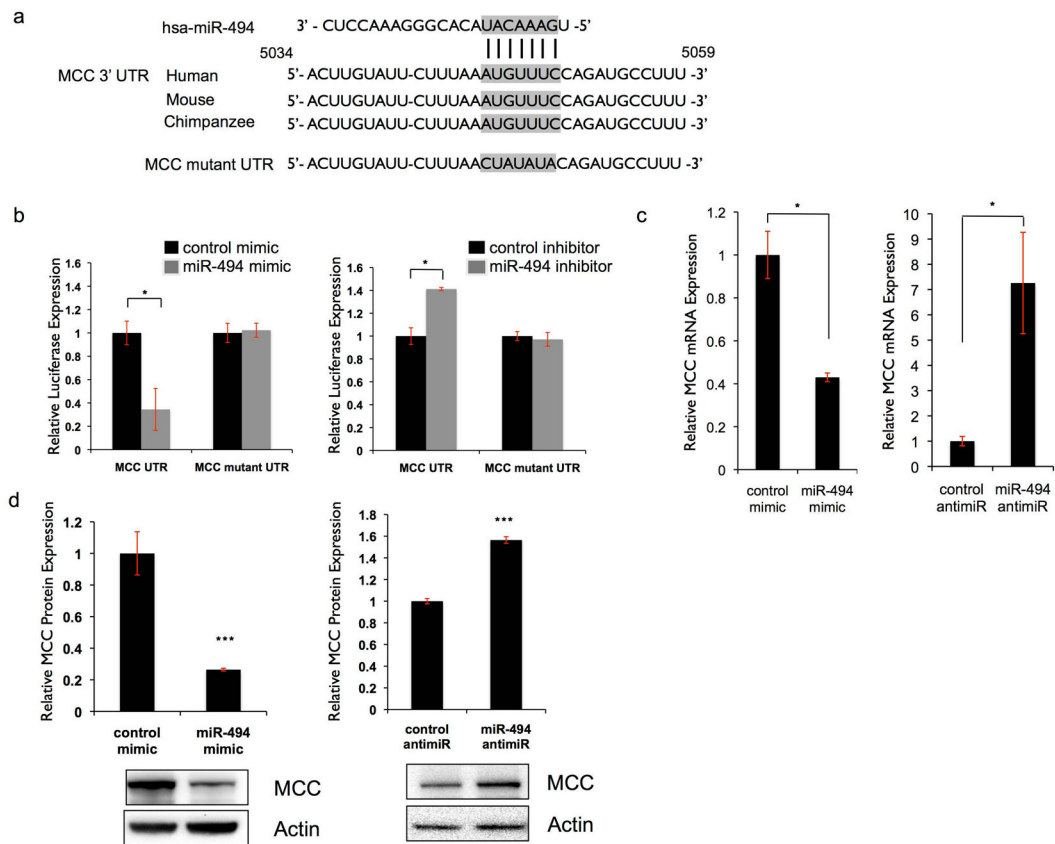 a
hsa-miR-494 3' - CUCCAAAGGGCACAUACAAAGU -5'
5034 5059
MCC 3' UTR Human 5'- ACUUGUAUU-CUUUAAAUGUUUCCAGAUGCCUUU -3'
Mouse 5'- ACUUGUAUU-CUUUAAAUGUUUCCAGAUGCCUUU -3'
Chimpanzee 5'- ACUUGUAUU-CUUUAAAUGUUUCCAGAUGCCUUU -3'
MCC mutant UTR 5'- ACUUGUAUU-CUUUAACUAUAUACAGAUGCCUUU -3'
b
control mimic
miR-494 mimic
Relative Luciferase Expression
1.6
1.4
1.2
1
0.8
0.6
0.4
0.2
0
*
MCC UTR MCC mutant UTR
control inhibitor
miR-494 inhibitor
Relative Luciferase Expression
1.6
1.4
1.2
1
0.8
0.6
0.4
0.2
0
*
MCC UTR MCC mutant UTR
c
Relative MCC mRNA Expression
1.2
1
0.8
0.6
0.4
0.2
0
*
control mimic
miR-494 mimic
Relative MCC mRNA Expression
10
9
8
7
6
5
4
3
2
1
0
*
control antimiR
miR-494 antimiR
d
Relative MCC Protein Expression
1.2
1
0.8
0.6
0.4
0.2
0
***
control mimic
miR-494 mimic
MCC
Actin
Relative MCC Protein Expression
1.8
1.6
1.4
1.2
1
0.8
0.6
0.4
0.2
0
***
control antimiR
miR-494 antimiR
MCC
Actin